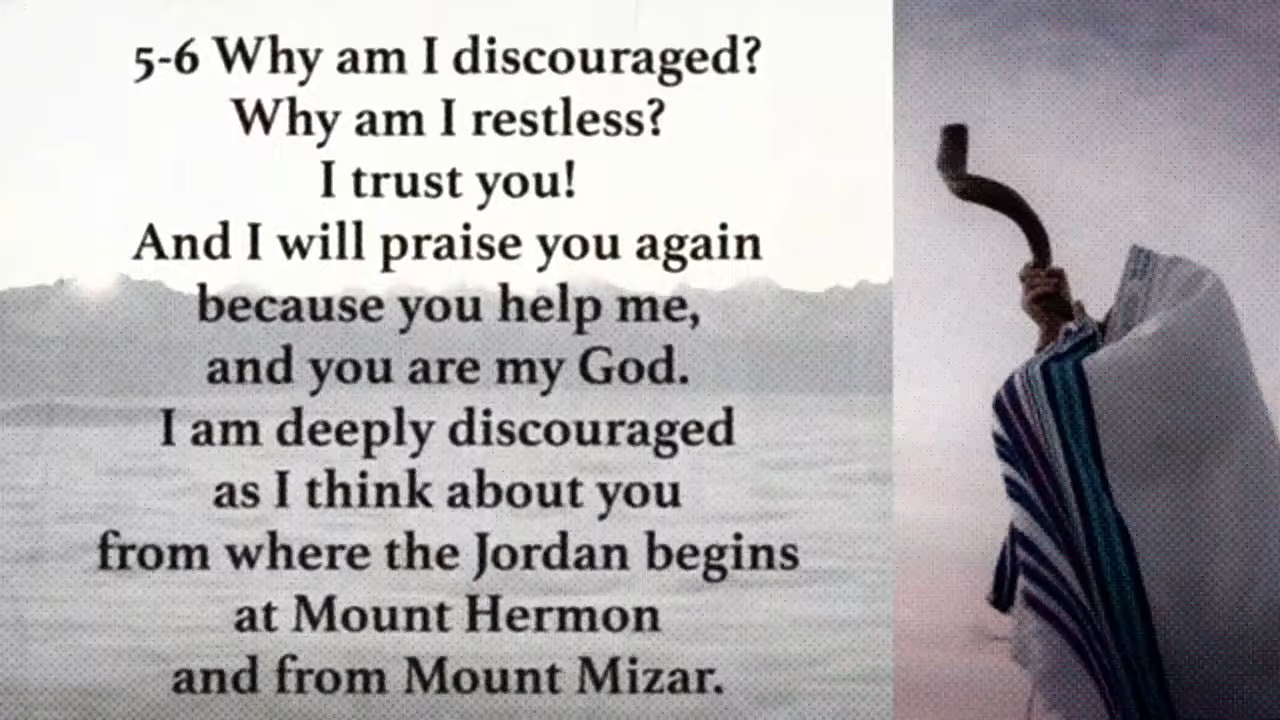 5-6 Why am I discouraged?
Why am I restless?
I trust you!
And I will praise you again
because you help me,
and you are my God.
I am deeply discouraged
as I think about you
from where the Jordan begins
at Mount Hermon
and from Mount Mizar.